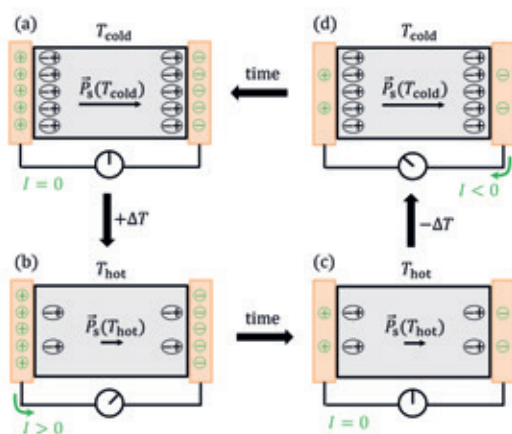 (a)
T_cold
P⃗_s(T_cold)
I = 0
+ΔT
(b)
T_hot
P⃗_s(T_hot)
I > 0
time
(c)
T_hot
P⃗_s(T_hot)
I = 0
−ΔT
(d)
T_cold
P⃗_s(T_cold)
I < 0
time